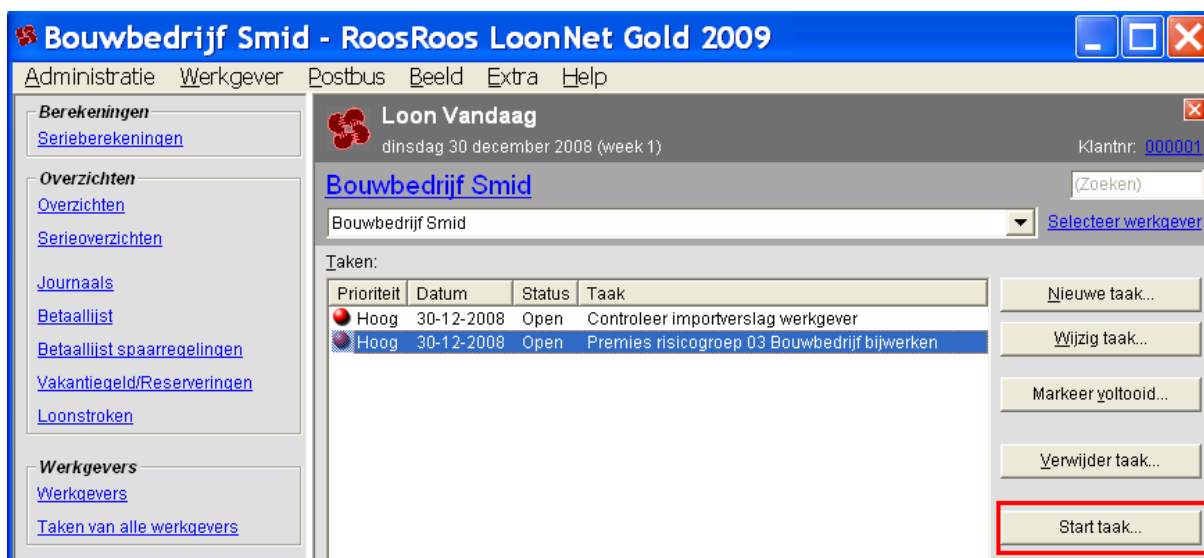 Bouwbedrijf Smid - RoosRoos LoonNet Gold 2009
Administratie Werkgever Postbus Beeld Extra Help
Berekeningen
Serieberekeningen
Overzichten
Overzichten
Serieoverzichten
Journaals
Betaallijst
Betaallijst spaarregelingen
Vakantiegeld/Reserveringen
Loonstroken
Werkgevers
Werkgevers
Taken van alle werkgevers
Loon Vandaag
dinsdag 30 december 2008 (week 1)
Klantnr: 000001
Bouwbedrijf Smid
(Zoeken)
Bouwbedrijf Smid
Selecteer werkgever
Taken:
Prioriteit Datum Status Taak
Hoog 30-12-2008 Open Controleer importverslag werkgever
Hoog 30-12-2008 Open Premies risicogroep 03 Bouwbedrijf bijwerken
Nieuwe taak...
Wijzig taak...
Markeer voltooid...
Verwijder taak...
Start taak...